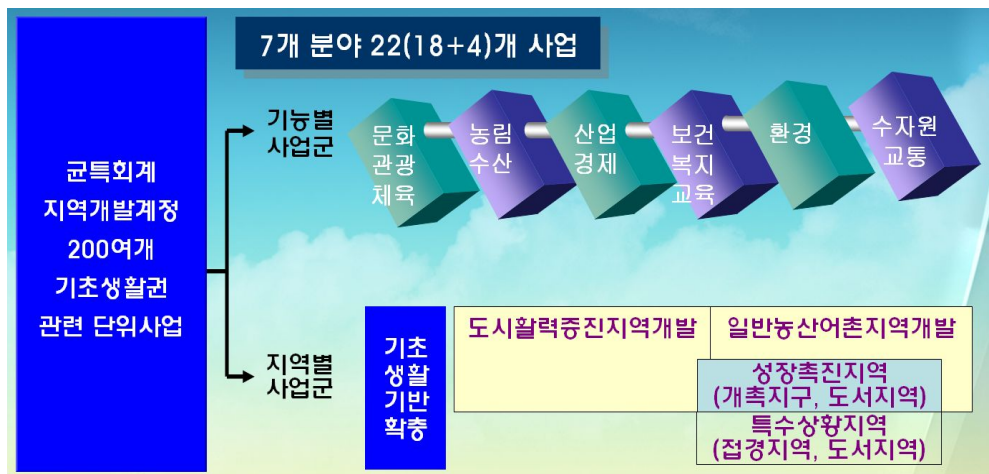 7개 분야 22(18+4)개 사업
균특회계
지역개발계정
200여개
기초생활권
관련 단위사업
기능별
사업군
문화
관광
체육
농림
수산
산업
경제
보건
복지
교육
환경
수자원
교통
지역별
사업군
기초
생활
기반
확충
도시활력증진지역개발
일반농산어촌지역개발
성장촉진지역
(개촉지구, 도서지역)
특수상황지역
(접경지역, 도서지역)